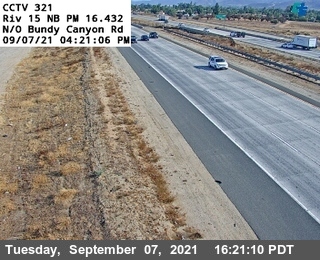 CCTV 321
Riv 15 NB PM 16.432
N/O Bundy Canyon Rd
09/07/21 04:21:06 PM
Tuesday, September 07, 2021 16:21:10 PDT